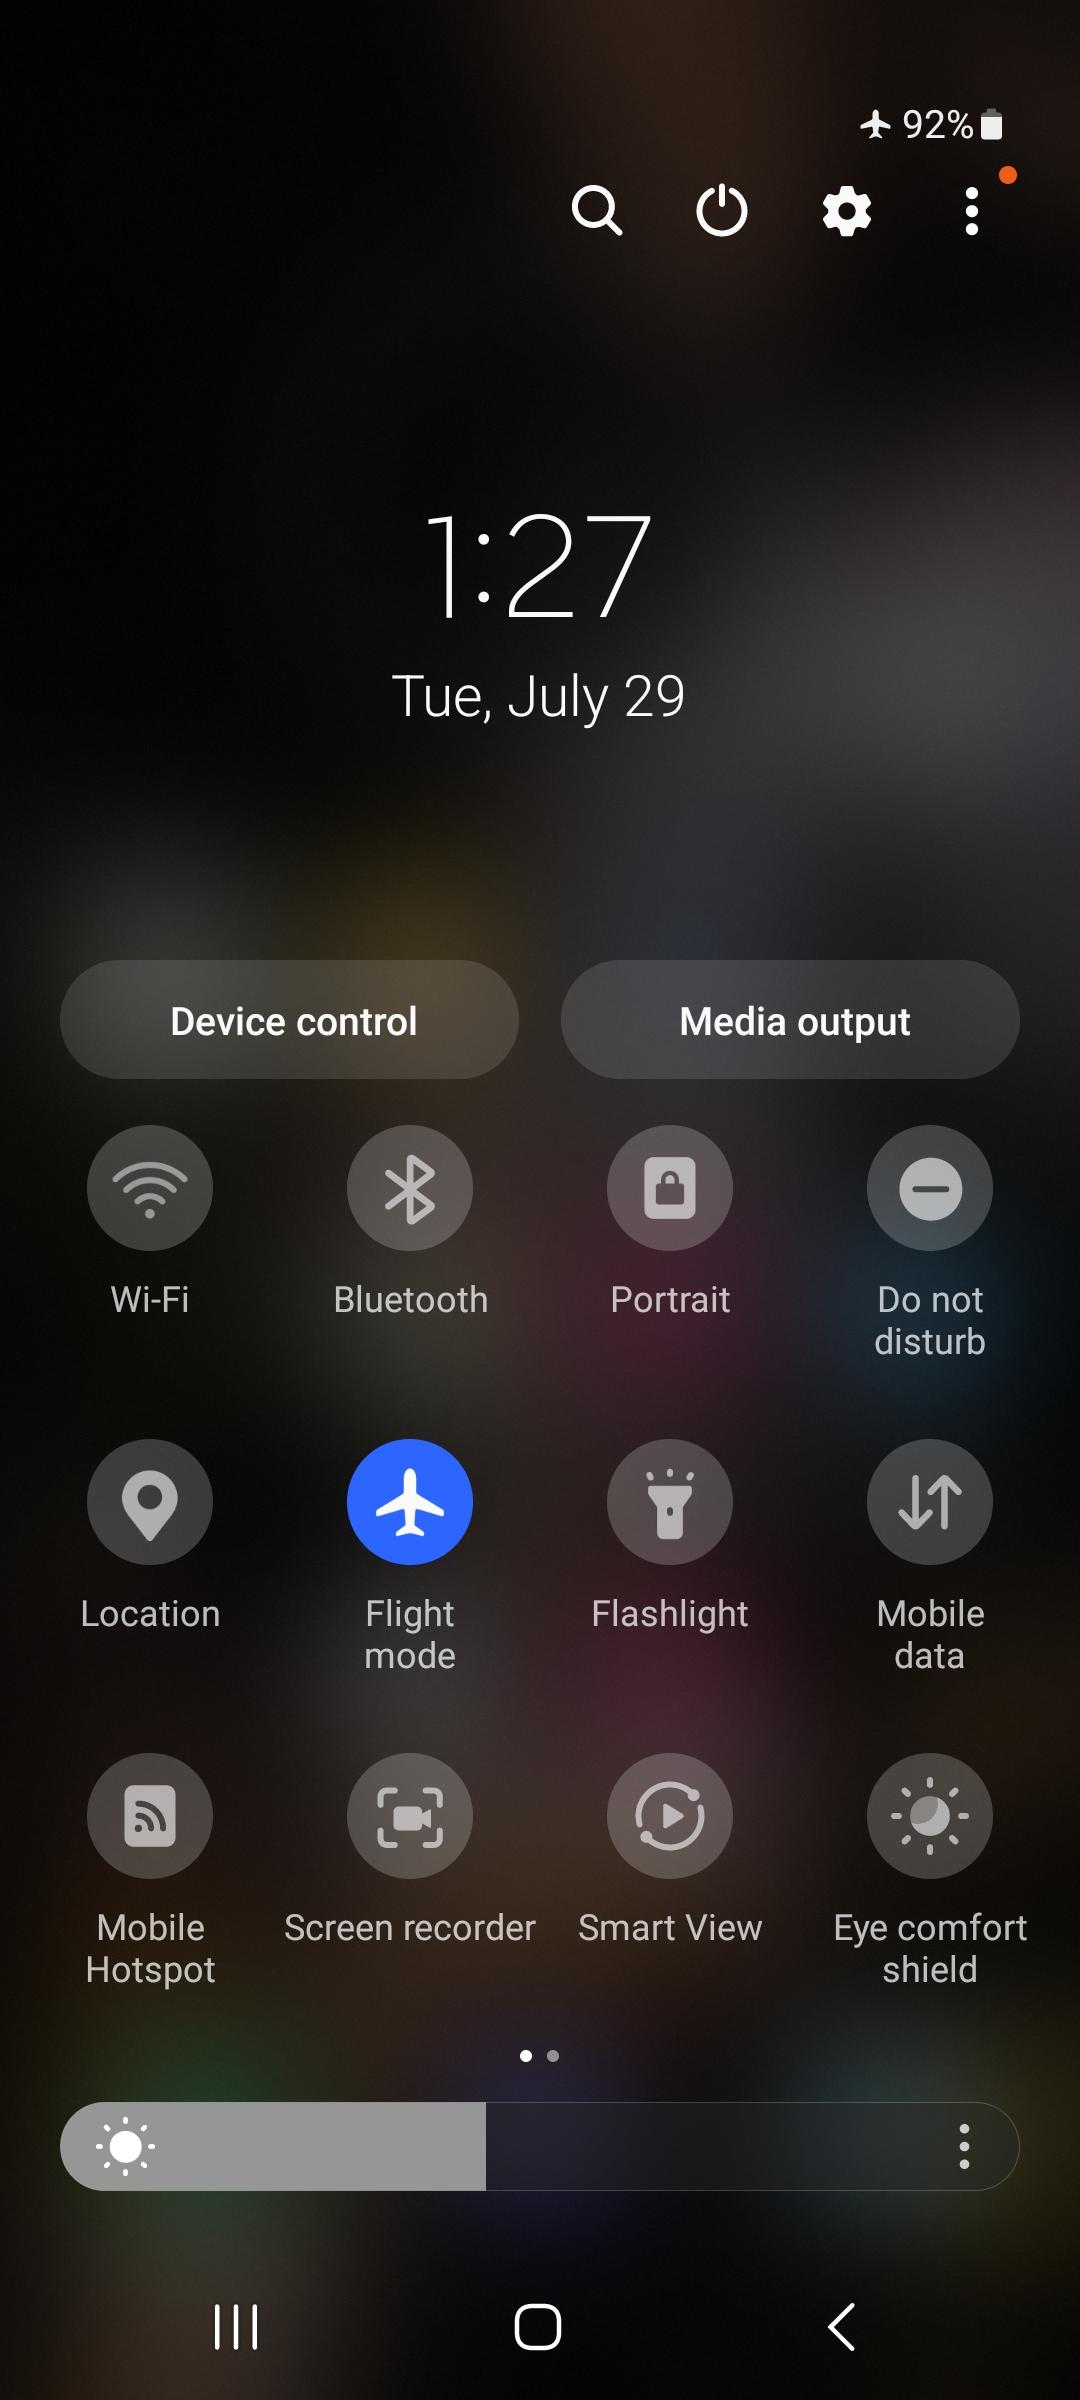 92%
1:27
Tue, July 29
Device control
Media output
Wi-Fi
Bluetooth
Portrait
Do not
disturb
Location
Flight
mode
Flashlight
Mobile
data
Mobile
Hotspot
Screen recorder
Smart View
Eye comfort
shield